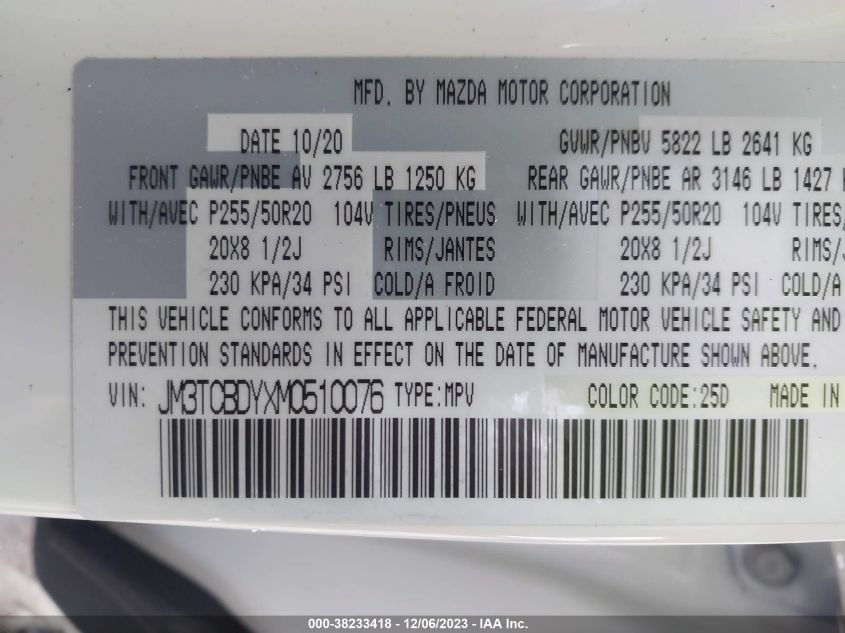 MFD. BY MAZDA MOTOR CORPORATION
DATE 10/20 GVWR/PNBV 5822 LB 2641 KG
FRONT GAWR/PNBE AV 2756 LB 1250 KG REAR GAWR/PNBE AR 3146 LB 1427
WITH/AVEC P255/50R20 104V TIRES/PNEUS WITH/AVEC P255/50R20 104V TIRES/
20X8 1/2J RIMS/JANTES 20X8 1/2J RIMS/
230 KPA/34 PSI COLD/A FROID 230 KPA/34 PSI COLD/A
THIS VEHICLE CONFORMS TO ALL APPLICABLE FEDERAL MOTOR VEHICLE SAFETY AND
PREVENTION STANDARDS IN EFFECT ON THE DATE OF MANUFACTURE SHOWN ABOVE.
VIN: JM3TCBDYXM0510076 TYPE:MPV COLOR CODE:25D MADE IN
000-38233418 - 12/06/2023 - IAA Inc.